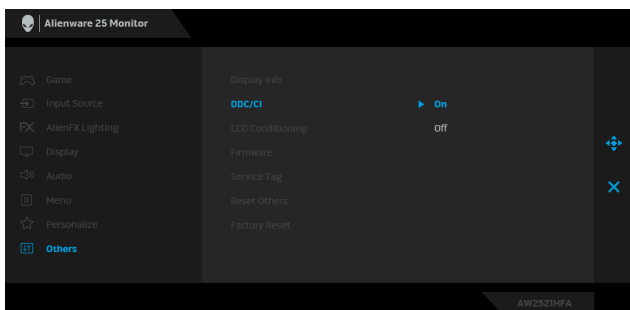 Alienware 25 Monitor
Game
Input Source
AlienFX Lighting
Display
Audio
Menu
Personalize
Others
Display Info
DDC/CI
On
LCD Conditioning
Off
Firmware
Service Tag
Reset Others
Factory Reset
AW2521HFA